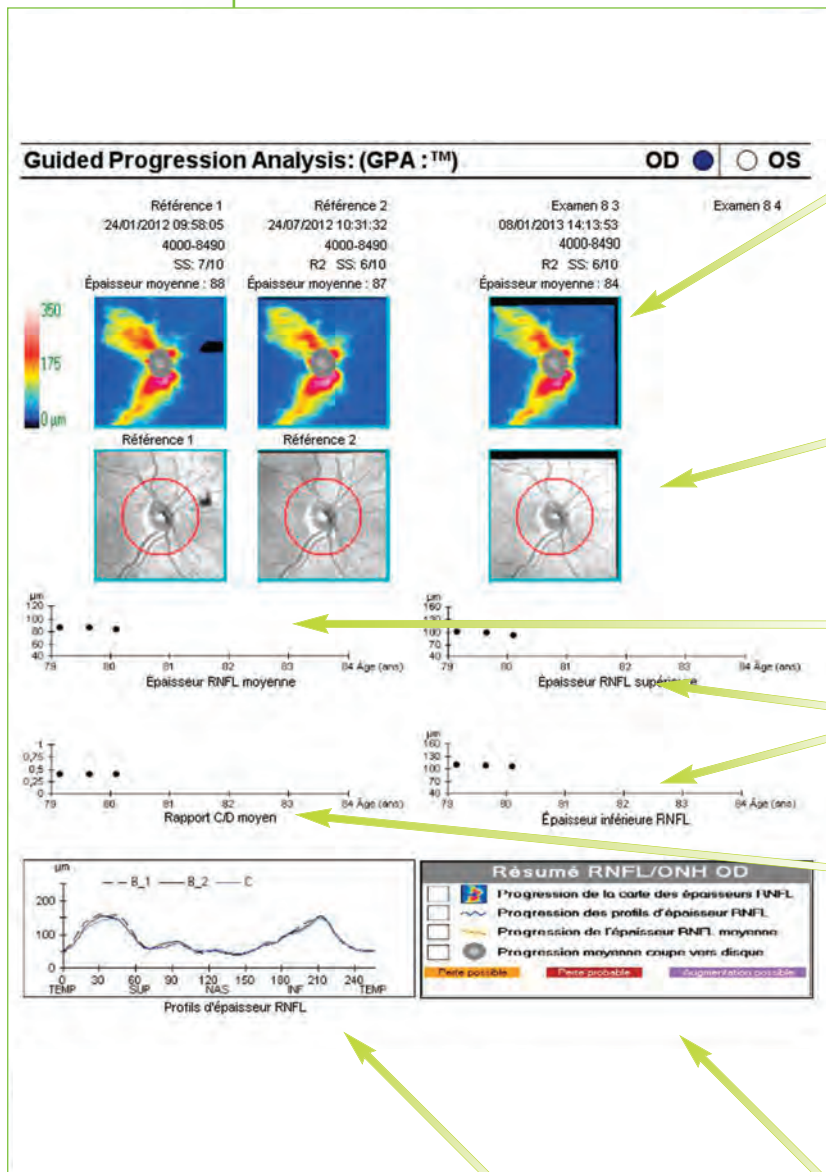 Guided Progression Analysis: (GPA :™) OD OS
Référence 1 Référence 2 Examen 8 3 Examen 8 4
24/01/2012 09:58:05 24/07/2012 10:31:32 08/01/2013 14:13:53
4000-8490 4000-8490 4000-8490
SS: 7/10 R2 SS: 6/10 R2 SS: 6/10
Épaisseur moyenne : 88 Épaisseur moyenne : 87 Épaisseur moyenne : 84
350
175
0 µm
Référence 1 Référence 2
µm
120
100
80
60
40
79 80 81 82 83 84 Âge (ans)
Épaisseur RNFL moyenne
µm
160
130
100
70
40
79 80 81 82 83 84 Âge (ans)
Épaisseur RNFL supérieure
1
0,75
0,5
0,25
0
79 80 81 82 83 84 Âge (ans)
Rapport C/D moyen
µm
160
130
100
70
40
79 80 81 82 83 84 Âge (ans)
Épaisseur inférieure RNFL
µm
B_1 B_2 C
200
100
0
0 30 60 90 120 150 180 210 240
TEMP SUP NAS INF TEMP
Profils d'épaisseur RNFL
Résumé RNFL/ONH OD
Progression de la carte des épaisseurs RNFL
Progression des profils d'épaisseur RNFL
Progression de l'épaisseur RNFL moyenne
Progression moyenne coupe vers disque
Perte possible Perte probable Augmentation possible